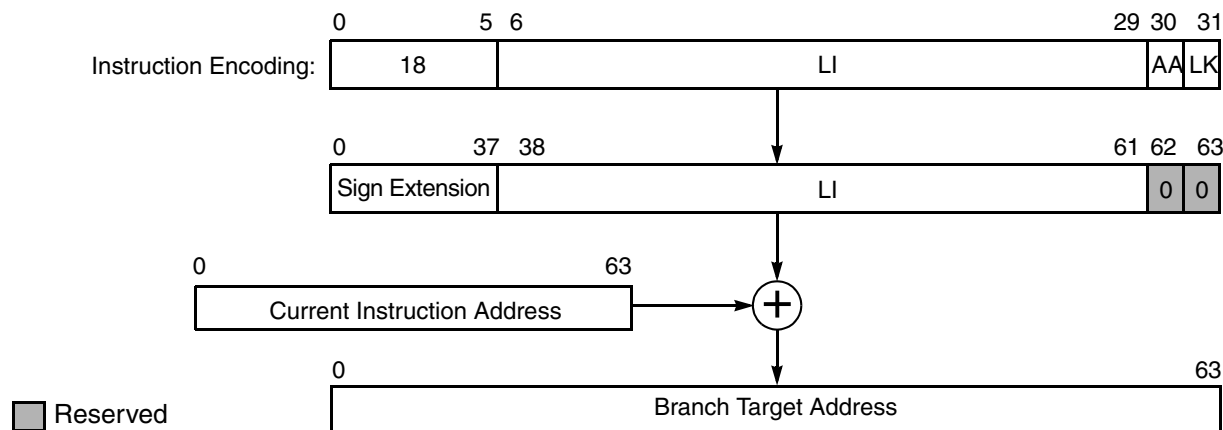 0 5 6 29 30 31
Instruction Encoding: 18 LI AA LK
0 37 38 61 62 63
Sign Extension LI 0 0
0 63
Current Instruction Address +
0 63
Branch Target Address
Reserved